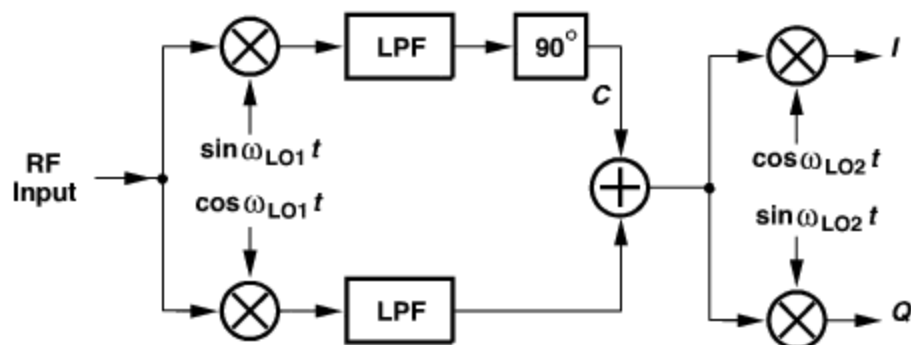 LPF
90°
I
C
sin ω_LO1 t
cos ω_LO2 t
RF
Input
cos ω_LO1 t
sin ω_LO2 t
LPF
Q